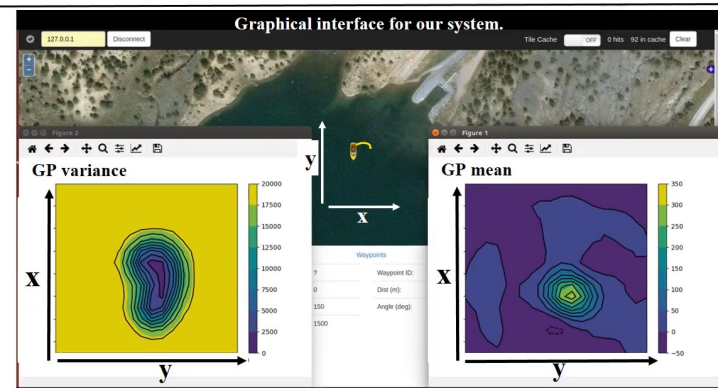 Graphical interface for our system.
127.0.0.1 Disconnect Tile Cache OFF 0 hits 92 in cache Clear
+
-
Figure 2
GP variance
20000
17500
15000
12500
10000
7500
5000
2500
0
x
y
y
x
Waypoints
? Waypoint ID:
0 Dist (m):
150 Angle (deg):
1500
Figure 1
GP mean
350
300
250
200
150
100
50
0
−50
x
y